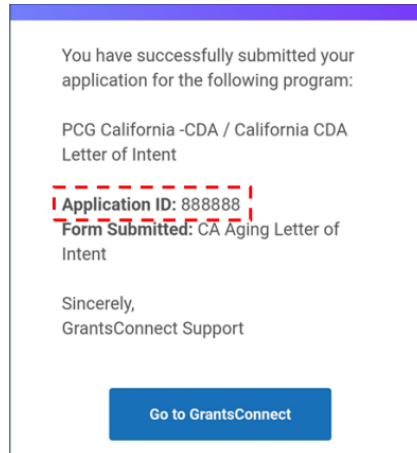 You have successfully submitted your
application for the following program:
PCG California -CDA / California CDA
Letter of Intent
Application ID: 888888
Form Submitted: CA Aging Letter of
Intent
Sincerely,
GrantsConnect Support
Go to GrantsConnect